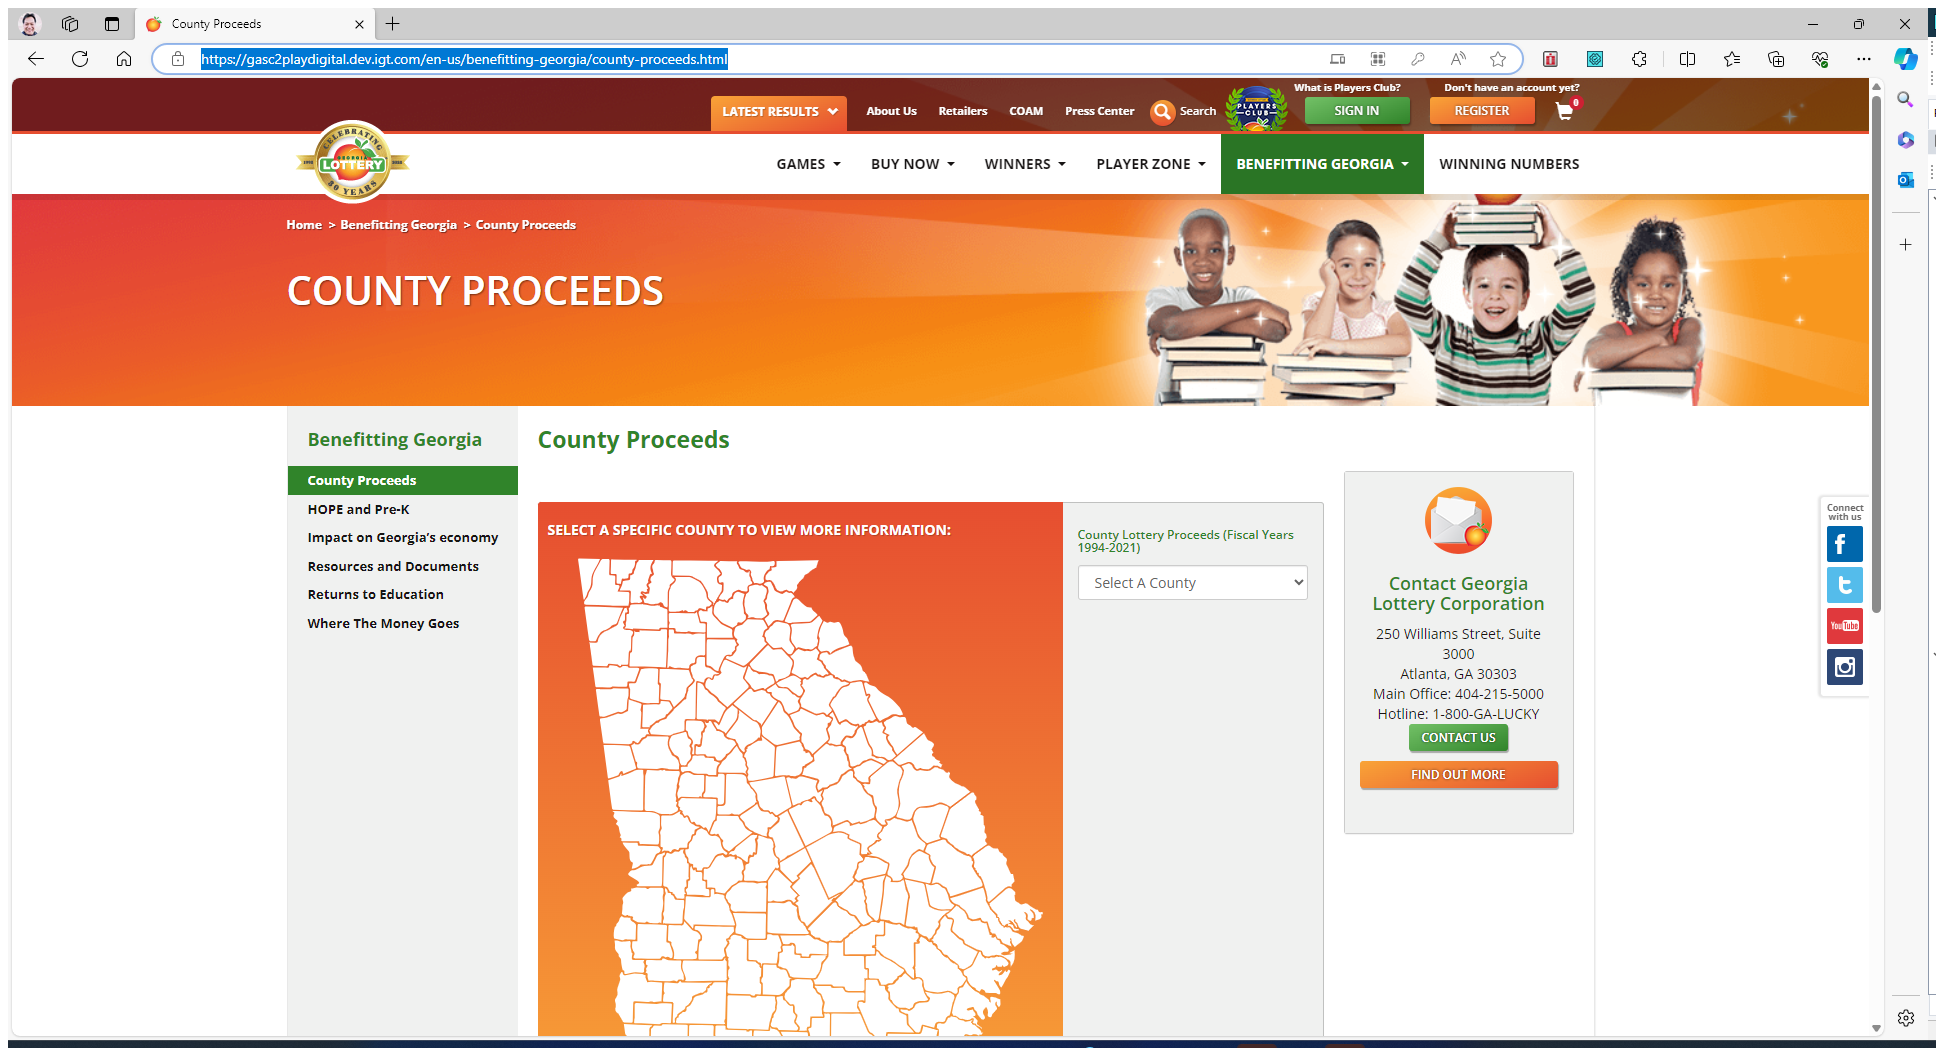 County Proceeds
https://gasc2playdigital.dev.igt.com/en-us/benefitting-georgia/county-proceeds.html
What is Players Club?
Don't have an account yet?
LATEST RESULTS
About Us
Retailers
COAM
Press Center
Search
PLAYERS
CLUB
SIGN IN
REGISTER
0
CELEBRATING
GEORGIA
LOTTERY
30 YEARS
GAMES
BUY NOW
WINNERS
PLAYER ZONE
BENEFITTING GEORGIA
WINNING NUMBERS
Home > Benefitting Georgia > County Proceeds
COUNTY PROCEEDS
Benefitting Georgia
County Proceeds
HOPE and Pre-K
Impact on Georgia’s economy
Resources and Documents
Returns to Education
Where The Money Goes
County Proceeds
SELECT A SPECIFIC COUNTY TO VIEW MORE INFORMATION:
County Lottery Proceeds (Fiscal Years
1994-2021)
Select A County
Contact Georgia
Lottery Corporation
250 Williams Street, Suite
3000
Atlanta, GA 30303
Main Office: 404-215-5000
Hotline: 1-800-GA-LUCKY
CONTACT US
FIND OUT MORE
Connect
with us
You Tube